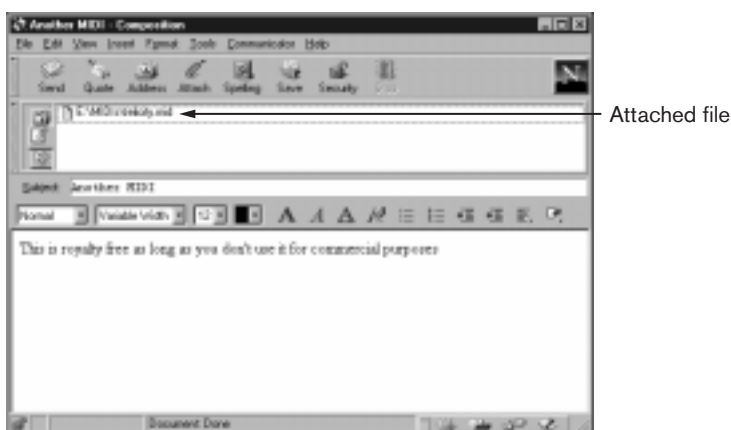 Another MIDI - Composition
File Edit View Insert Format Tools Communicator Help
Send Quote Address Attach Spelling Save Security Stop
Attached file
Subject: Another MIDI
Normal Variable Width 12
This is royalty free as long as you don't use it for commercial purposes
Document Done